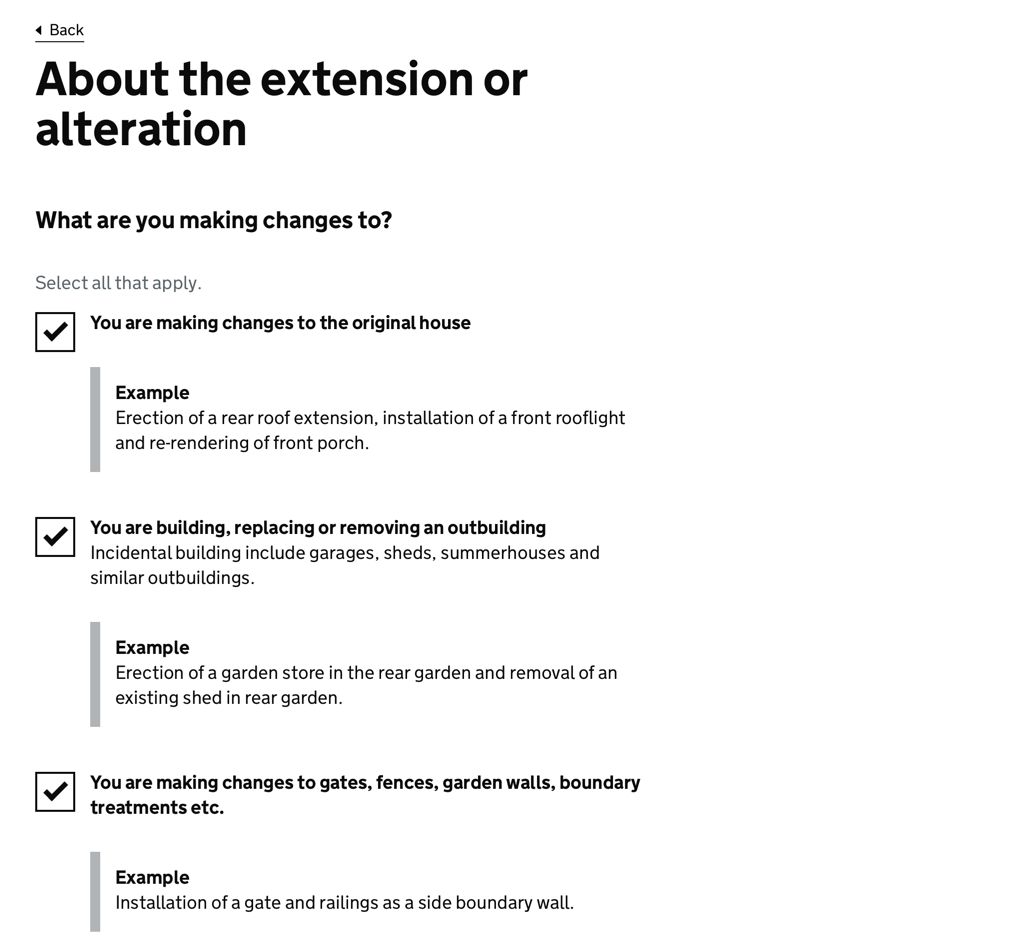 Back
About the extension or
alteration
What are you making changes to?
Select all that apply.
You are making changes to the original house
Example
Erection of a rear roof extension, installation of a front rooflight
and re-rendering of front porch.
You are building, replacing or removing an outbuilding
Incidental building include garages, sheds, summerhouses and
similar outbuildings.
Example
Erection of a garden store in the rear garden and removal of an
existing shed in rear garden.
You are making changes to gates, fences, garden walls, boundary
treatments etc.
Example
Installation of a gate and railings as a side boundary wall.